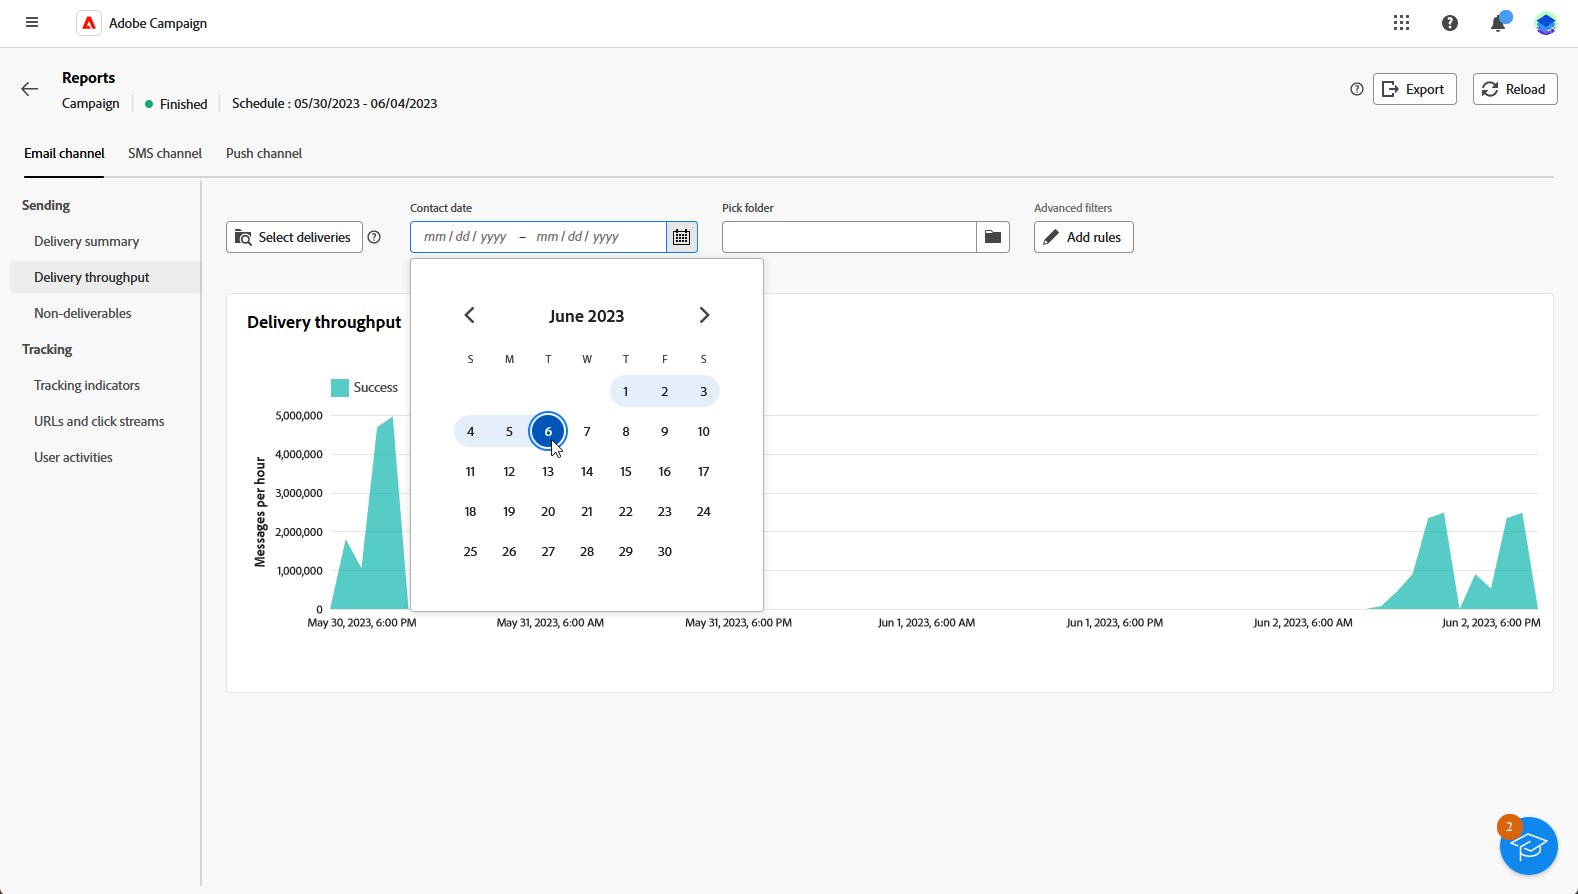 Adobe Campaign
Reports
Campaign
Finished
Schedule : 05/30/2023 - 06/04/2023
Export
Reload
Email channel
SMS channel
Push channel
Sending
Delivery summary
Delivery throughput
Non-deliverables
Tracking
Tracking indicators
URLs and click streams
User activities
Select deliveries
Contact date
mm / dd / yyyy – mm / dd / yyyy
Pick folder
Advanced filters
Add rules
Delivery throughput
June 2023
S M T W T F S
1 2 3
4 5 6 7 8 9 10
11 12 13 14 15 16 17
18 19 20 21 22 23 24
25 26 27 28 29 30
Success
Messages per hour
5,000,000
4,000,000
3,000,000
2,000,000
1,000,000
0
May 30, 2023, 6:00 PM
May 31, 2023, 6:00 AM
May 31, 2023, 6:00 PM
Jun 1, 2023, 6:00 AM
Jun 1, 2023, 6:00 PM
Jun 2, 2023, 6:00 AM
Jun 2, 2023, 6:00 PM
2